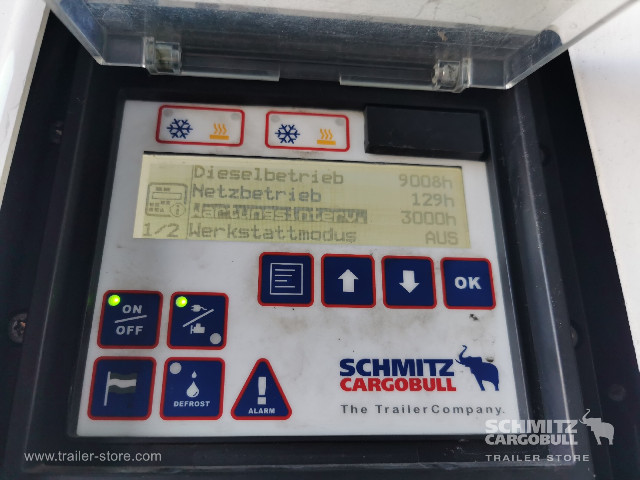 Dieselbetrieb 9008h
Netzbetrieb 129h
Wartungsinterv. 3000h
1/2 Werkstattmodus AUS
OK
ON
OFF
DEFROST
ALARM
SCHMITZ
CARGOBULL
The TrailerCompany.
SCHMITZ
CARGOBULL
TRAILER STORE
www.trailer-store.com